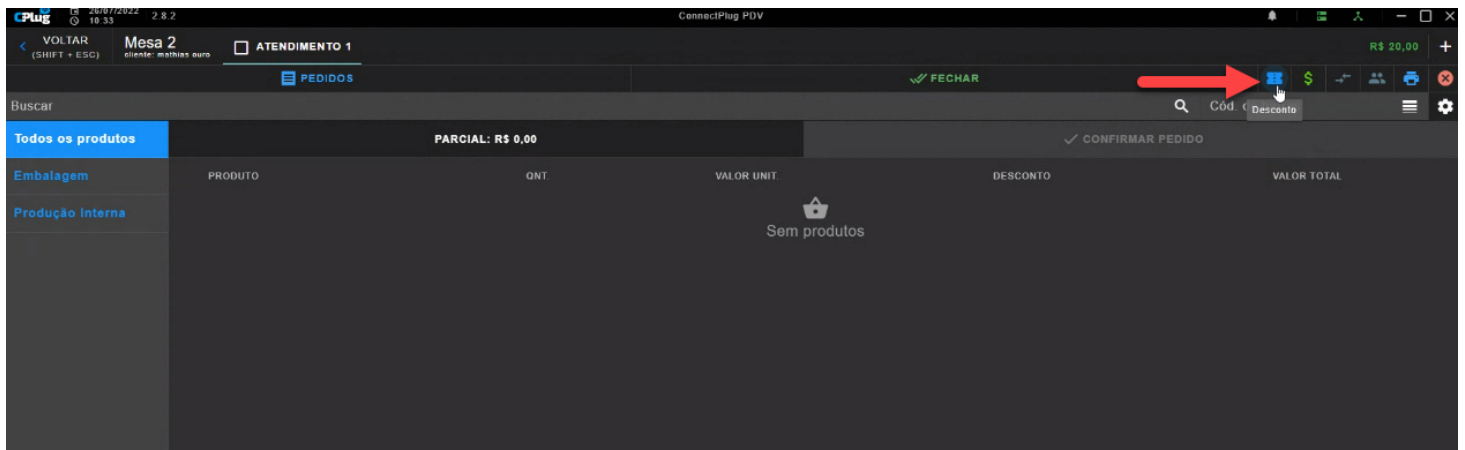 CPlug 26/07/2022 10:33 2.8.2 ConnectPlug PDV
VOLTAR (SHIFT + ESC)
Mesa 2
cliente: mathias ouro
ATENDIMENTO 1
R$ 20,00 +
PEDIDOS
FECHAR
Buscar
Cód.
Desconto
Todos os produtos
PARCIAL: R$ 0,00
CONFIRMAR PEDIDO
Embalagem
PRODUTO QNT. VALOR UNIT. DESCONTO VALOR TOTAL
Produção Interna
Sem produtos